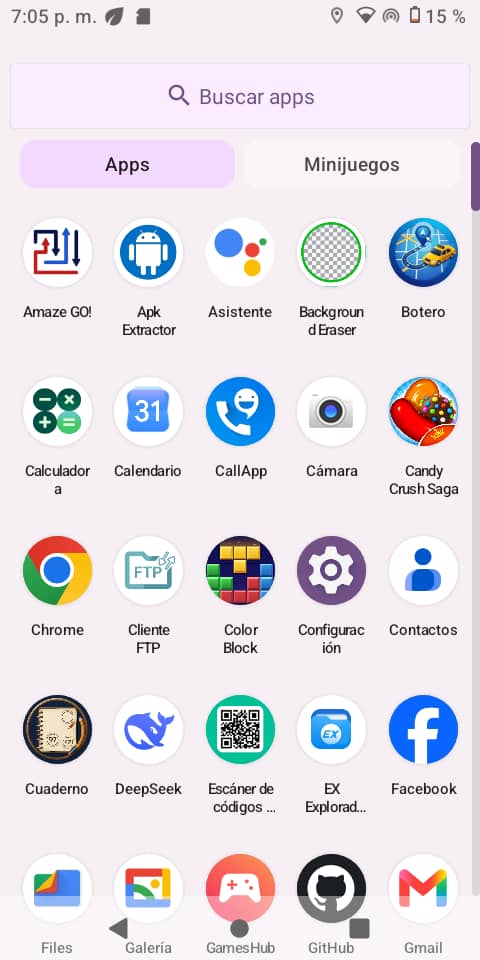 7:05 p. m.
15 %
Buscar apps
Apps
Minijuegos
Amaze GO!
Apk
Extractor
Asistente
Backgroun
d Eraser
Botero
31
Calculador
a
Calendario
CallApp
Cámara
Candy
Crush Saga
FTP
Chrome
Cliente
FTP
Color
Block
Configurac
ión
Contactos
EX
Cuaderno
DeepSeek
Escáner de
códigos ...
EX
Explorad...
Facebook
Files
Galería
GamesHub
GitHub
Gmail